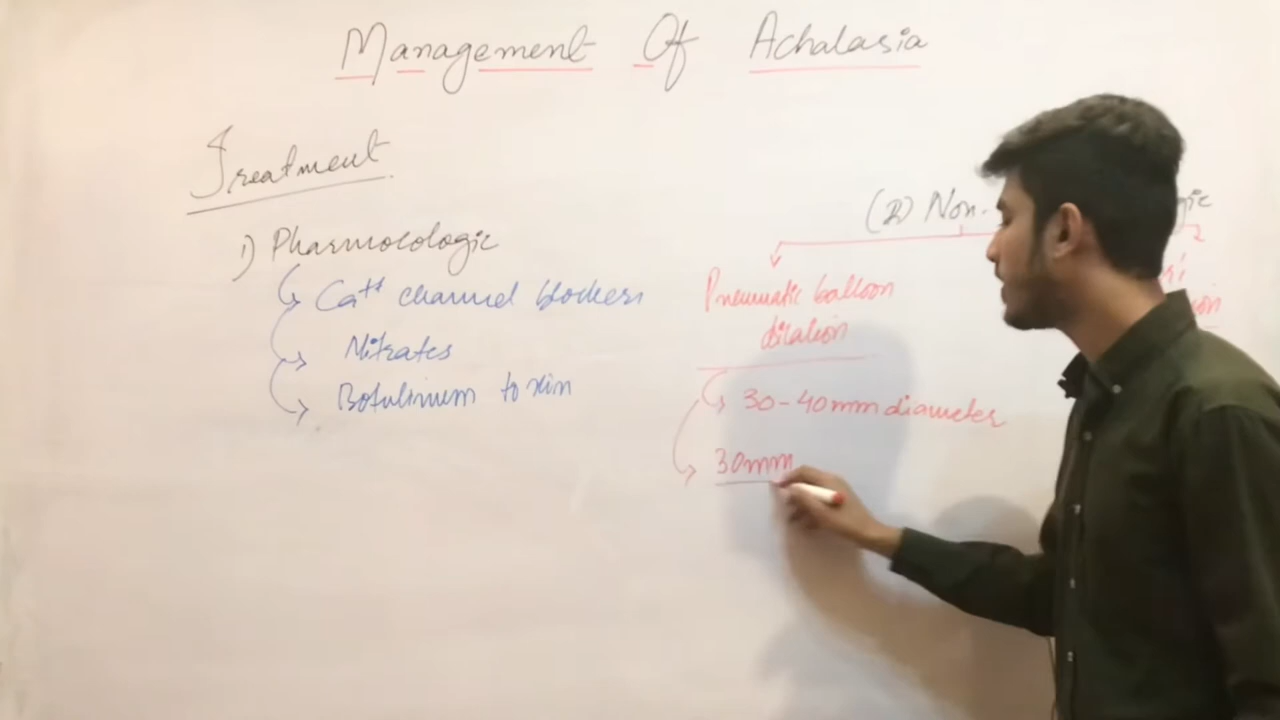 Management Of Achalasia
Treatment
1) Pharmocologic
Ca++ channel blockers
Nitrates
Botulinium toxin
(2) Non-
Pneumatic balloon
dilation
30-40mm diameter
30mm